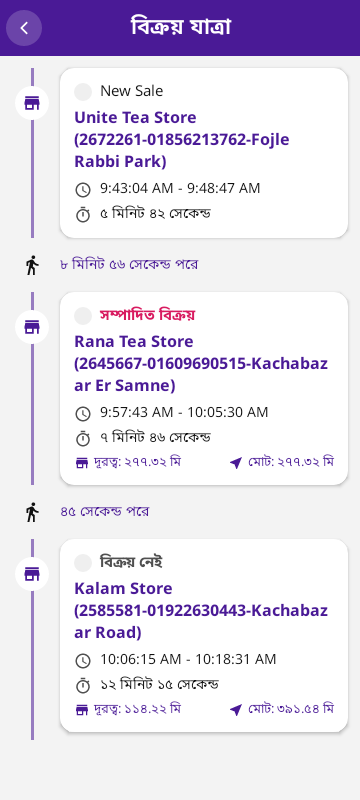 বিক্রয় যাত্রা
New Sale
Unite Tea Store
(2672261-01856213762-Fojle
Rabbi Park)
9:43:04 AM - 9:48:47 AM
৫ মিনিট ৪২ সেকেন্ড
৮ মিনিট ৫৬ সেকেন্ড পরে
সম্পাদিত বিক্রয়
Rana Tea Store
(2645667-01609690515-Kachabaz
ar Er Samne)
9:57:43 AM - 10:05:30 AM
৭ মিনিট ৪৬ সেকেন্ড
দূরত্ব: ২৭৭.৩২ মি মোট: ২৭৭.৩২ মি
৪৫ সেকেন্ড পরে
বিক্রয় নেই
Kalam Store
(2585581-01922630443-Kachabaz
ar Road)
10:06:15 AM - 10:18:31 AM
১২ মিনিট ১৫ সেকেন্ড
দূরত্ব: ১১৪.২২ মি মোট: ৩৯১.৫৪ মি